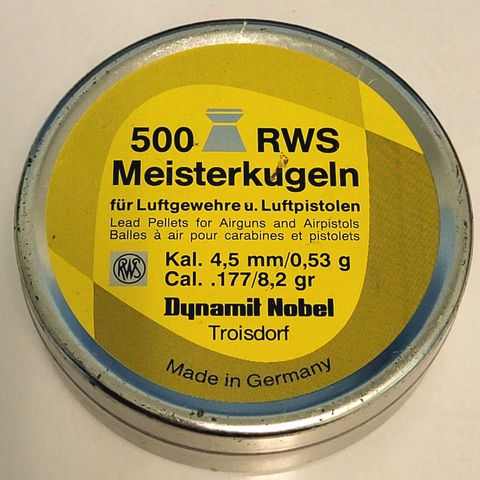 500 RWS
Meisterkugeln
für Luftgewehre u. Luftpistolen
Lead Pellets for Airguns and Airpistols
Balles à air pour carabines et pistolets
RWS
Kal. 4,5 mm/0,53 g
Cal. .177/8,2 gr
Dynamit Nobel
Troisdorf
Made in Germany